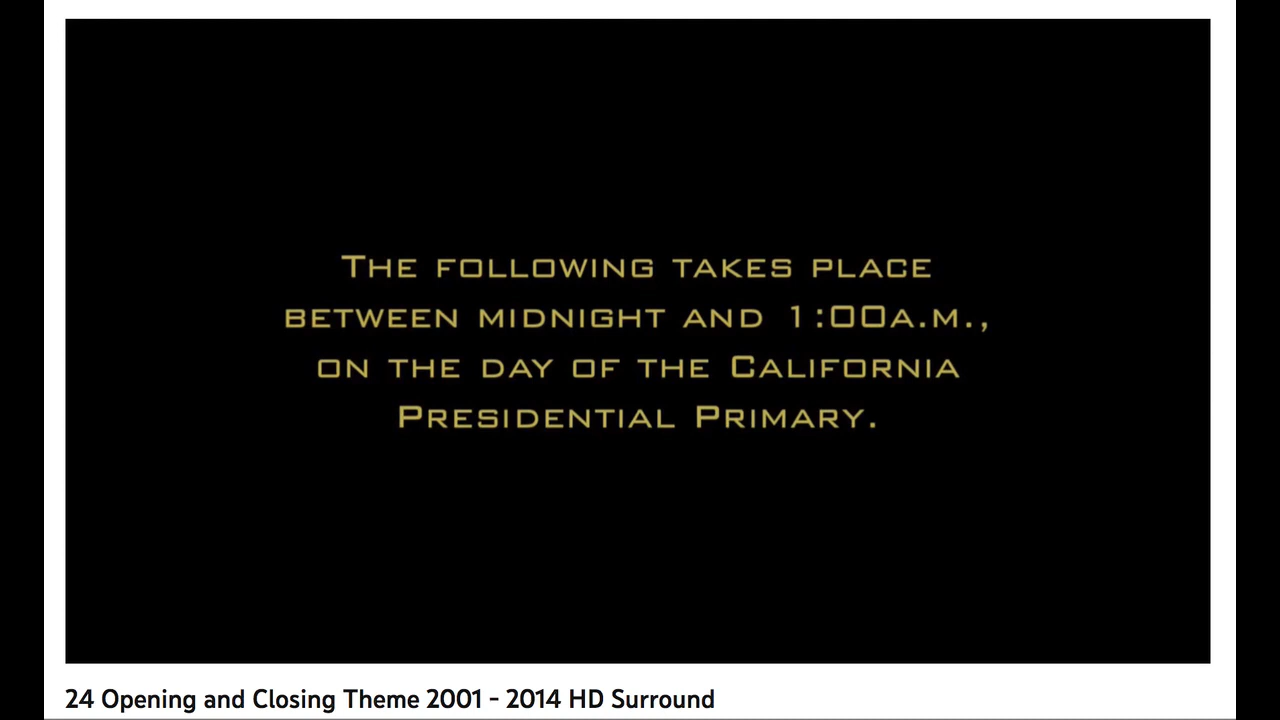 The following takes place
between midnight and 1:00a.m.,
on the day of the California
Presidential Primary.
24 Opening and Closing Theme 2001 - 2014 HD Surround